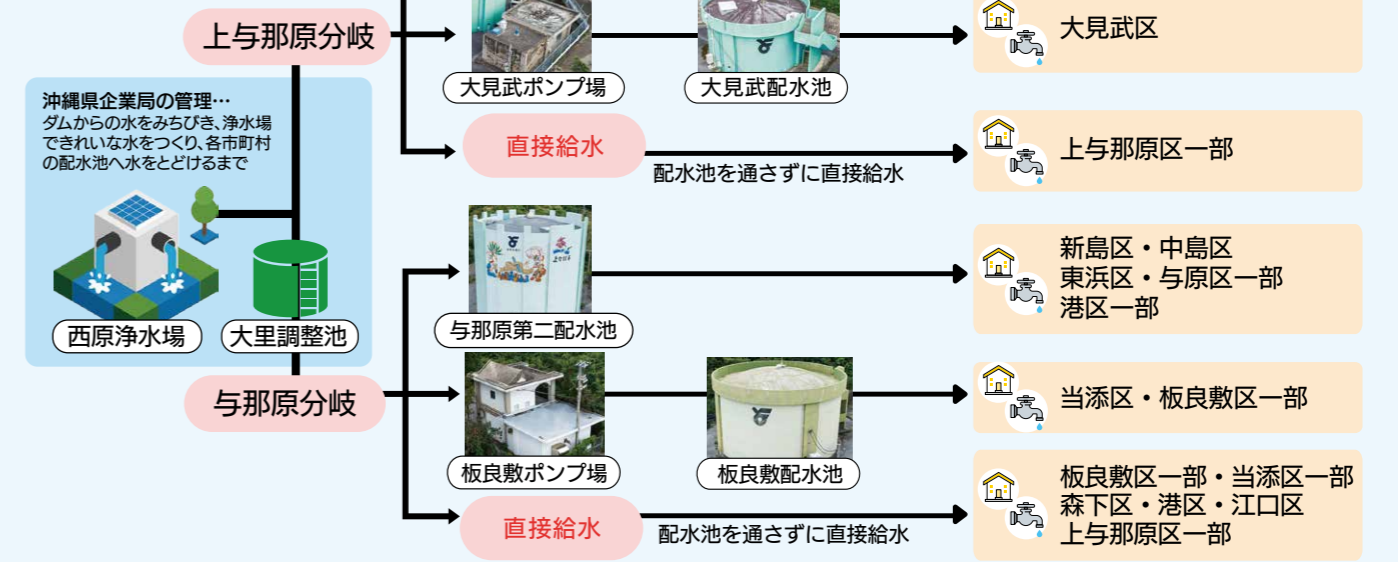 上与那原分岐
大見武ポンプ場
大見武配水池
大見武区
沖縄県企業局の管理…
ダムからの水をみちびき、浄水場
できれいな水をつくり、各市町村
の配水池へ水をとどけるまで
直接給水
配水池を通さずに直接給水
上与那原区一部
西原浄水場
大里調整池
与那原第二配水池
新島区・中島区
東浜区・与原区一部
港区一部
与那原分岐
板良敷ポンプ場
板良敷配水池
当添区・板良敷区一部
直接給水
配水池を通さずに直接給水
板良敷区一部・当添区一部
森下区・港区・江口区
上与那原区一部